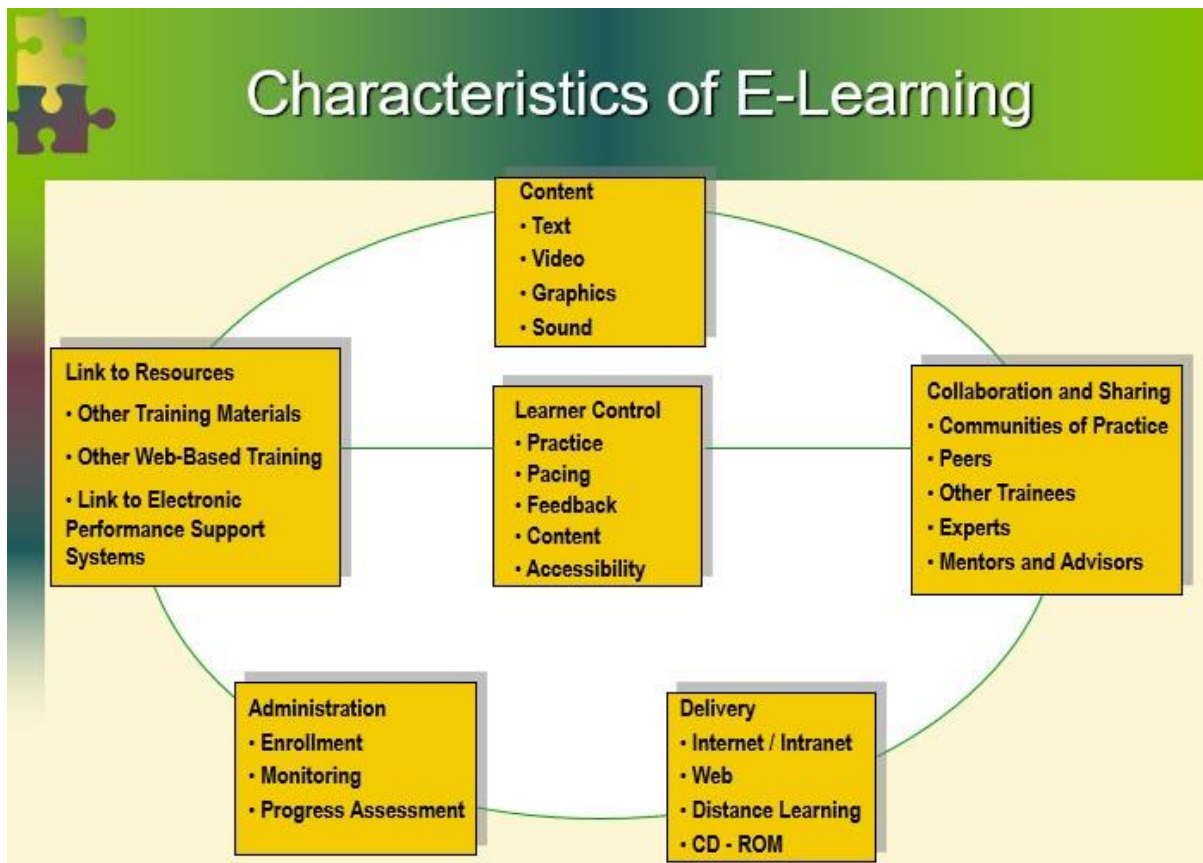 Characteristics of E-Learning
Content
• Text
• Video
• Graphics
• Sound
Link to Resources
• Other Training Materials
• Other Web-Based Training
• Link to Electronic
Performance Support
Systems
Learner Control
• Practice
• Pacing
• Feedback
• Content
• Accessibility
Collaboration and Sharing
• Communities of Practice
• Peers
• Other Trainees
• Experts
• Mentors and Advisors
Administration
• Enrollment
• Monitoring
• Progress Assessment
Delivery
• Internet / Intranet
• Web
• Distance Learning
• CD - ROM